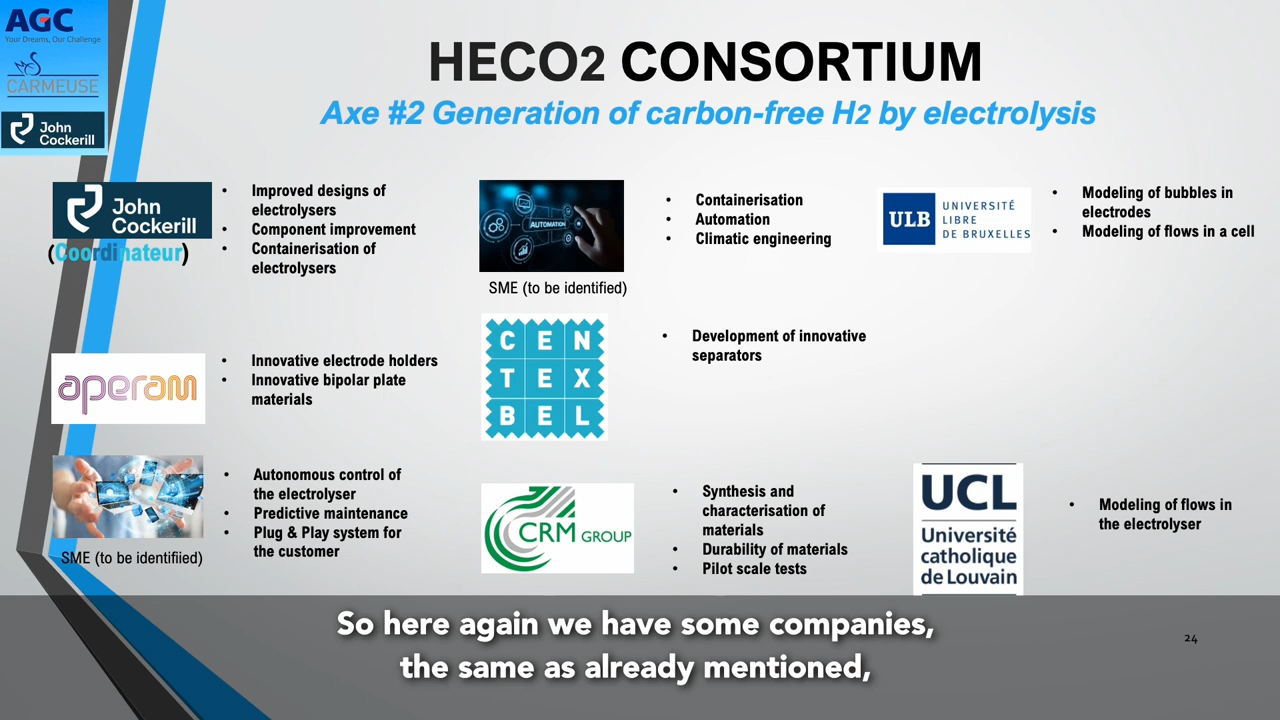 AGC
Your Dreams, Our Challenge
CARMEUSE
John
Cockerill
HECO2 CONSORTIUM
Axe #2 Generation of carbon-free H2 by electrolysis
John
Cockerill
(Coordinateur)
• Improved designs of
electrolysers
• Component improvement
• Containerisation of
electrolysers
AUTOMATION
SME (to be identified)
• Containerisation
• Automation
• Climatic engineering
ULB
UNIVERSITÉ
LIBRE
DE BRUXELLES
• Modeling of bubbles in
electrodes
• Modeling of flows in a cell
aperam
• Innovative electrode holders
• Innovative bipolar plate
materials
CEN
TEX
BEL
• Development of innovative
separators
SME (to be identifiied)
• Autonomous control of
the electrolyser
• Predictive maintenance
• Plug & Play system for
the customer
CRM GROUP
• Synthesis and
characterisation of
materials
• Durability of materials
• Pilot scale tests
UCL
Université
catholique
de Louvain
• Modeling of flows in
the electrolyser
So here again we have some companies,
the same as already mentioned,
24